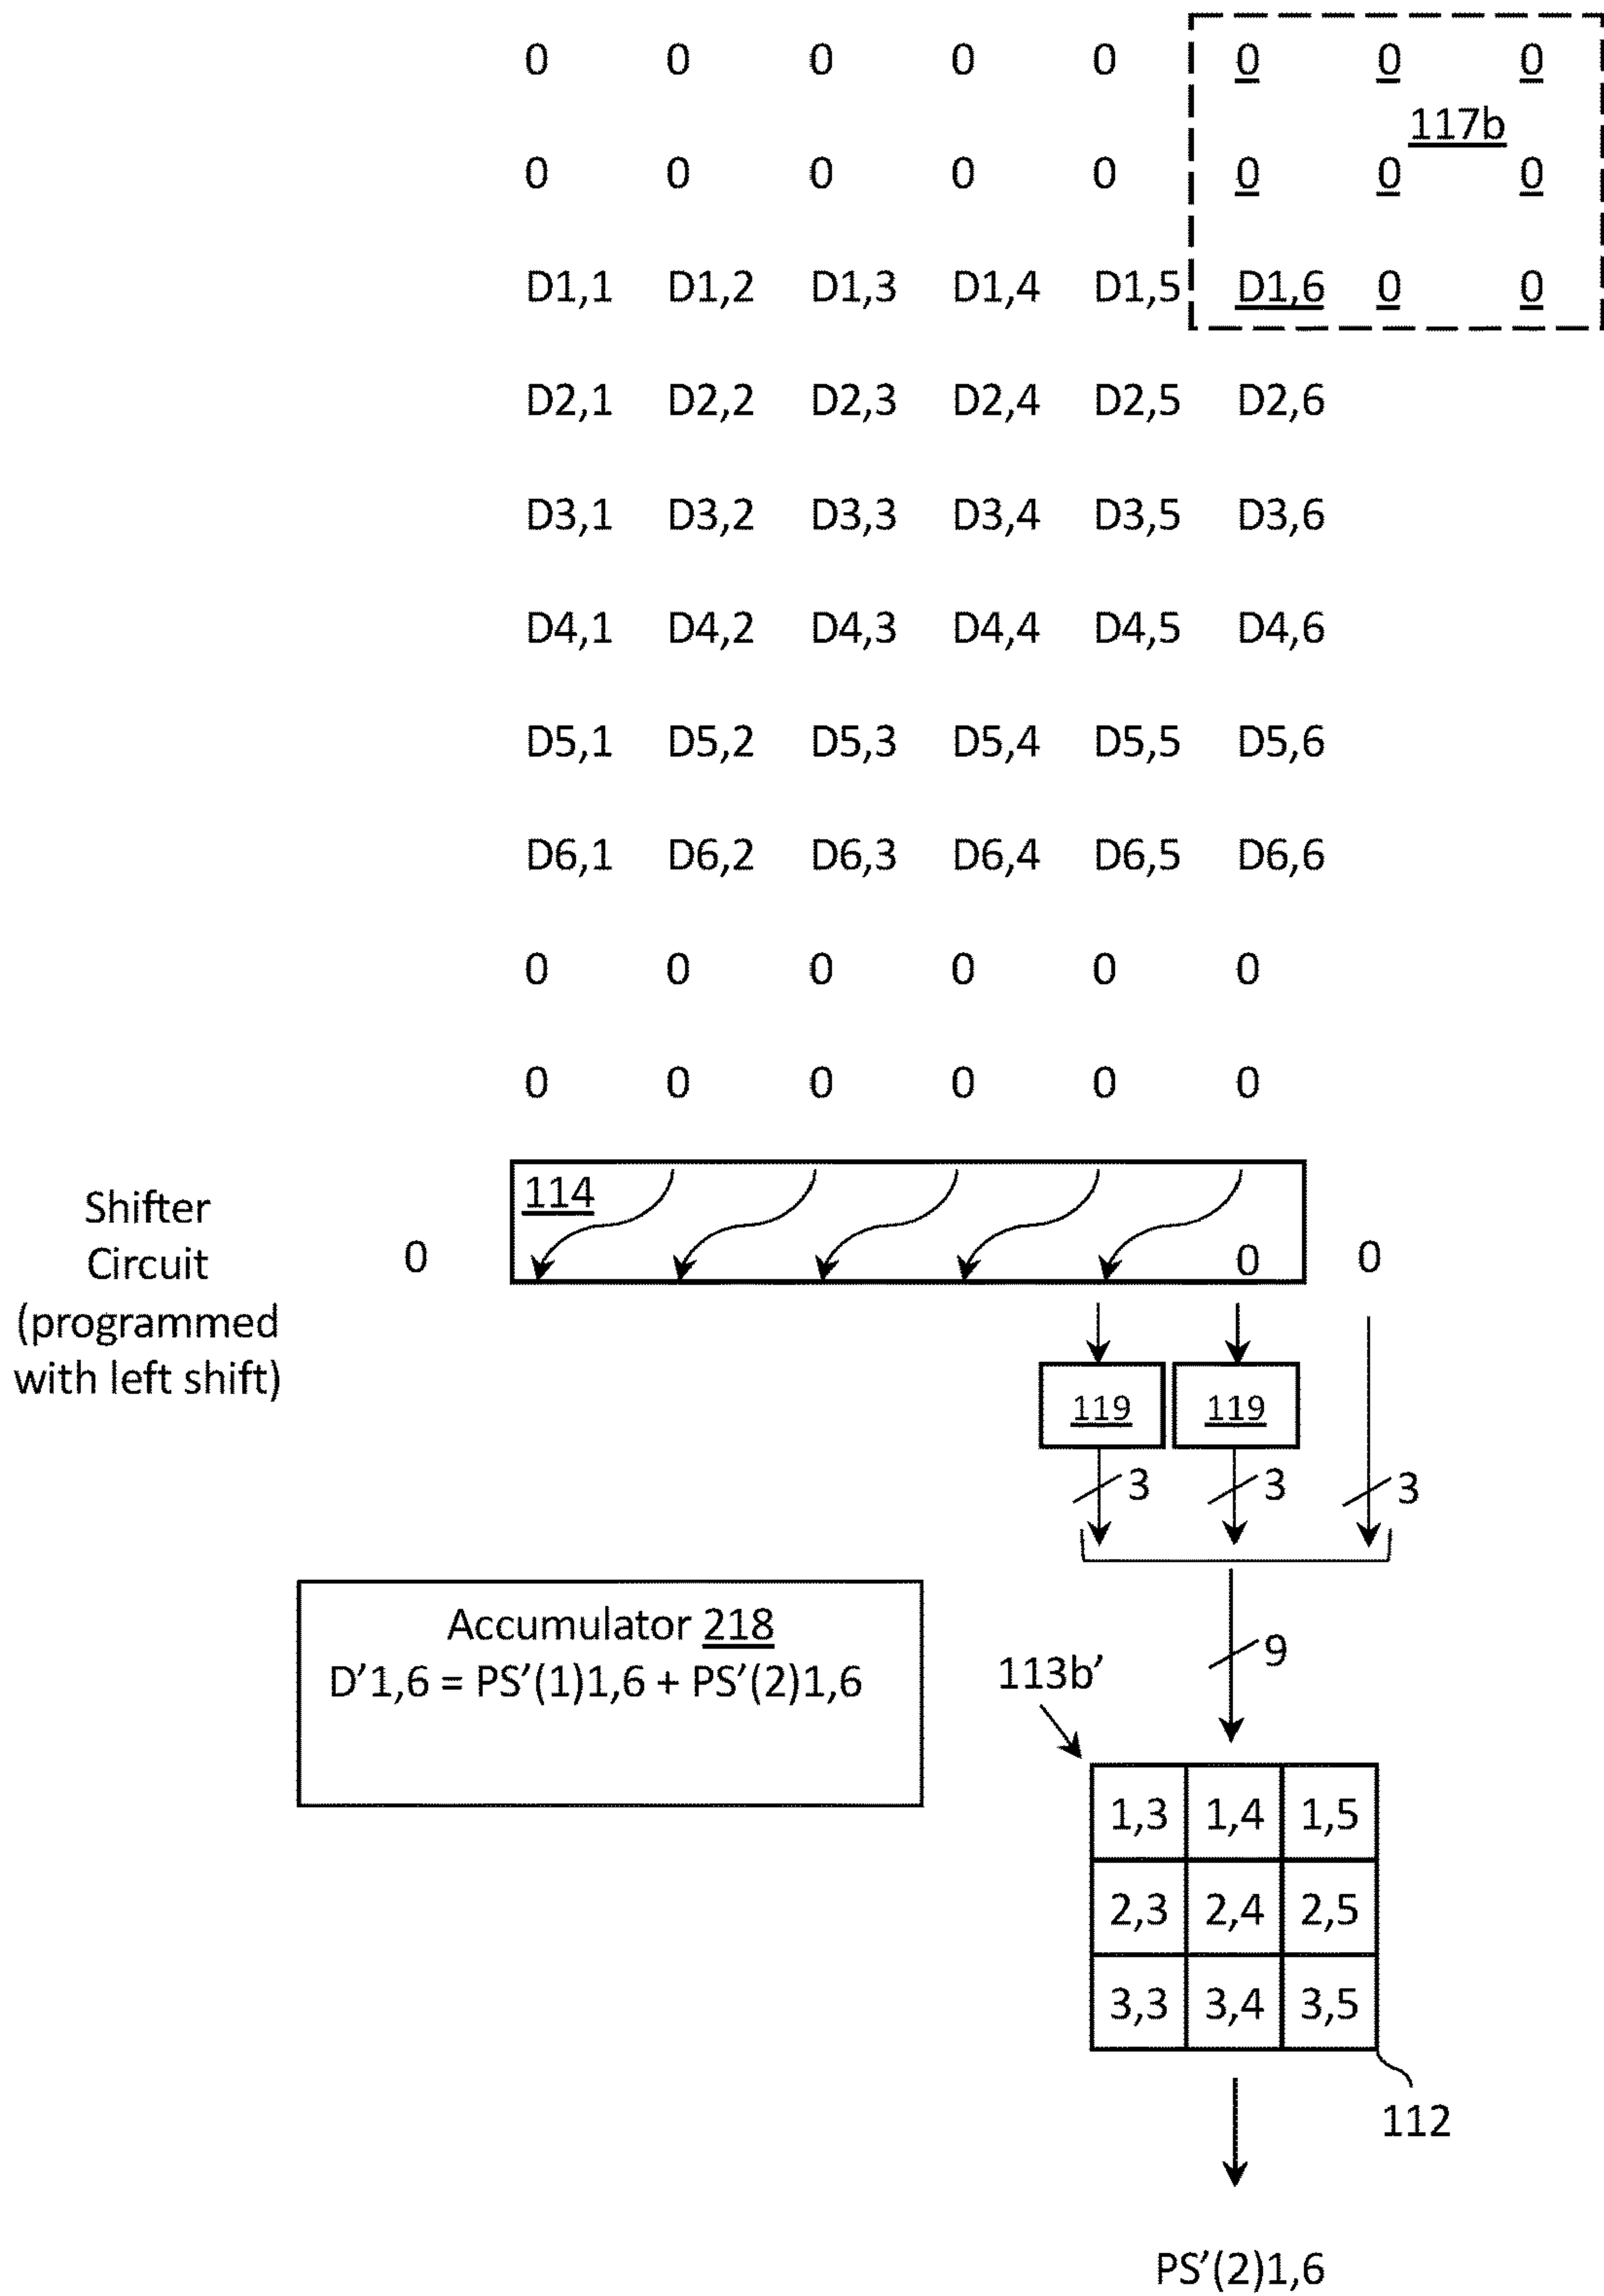 0 0 0 0 0 0 0 0
117b
0 0 0 0 0 0 0 0
D1,1 D1,2 D1,3 D1,4 D1,5 D1,6 0 0
D2,1 D2,2 D2,3 D2,4 D2,5 D2,6
D3,1 D3,2 D3,3 D3,4 D3,5 D3,6
D4,1 D4,2 D4,3 D4,4 D4,5 D4,6
D5,1 D5,2 D5,3 D5,4 D5,5 D5,6
D6,1 D6,2 D6,3 D6,4 D6,5 D6,6
0 0 0 0 0 0
0 0 0 0 0 0
Shifter
Circuit
(programmed
with left shift)
0
114
0
0
119 119
3 3 3
Accumulator 218
D’1,6 = PS’(1)1,6 + PS’(2)1,6
9
113b’
1,3 1,4 1,5
2,3 2,4 2,5
3,3 3,4 3,5
112
PS’(2)1,6